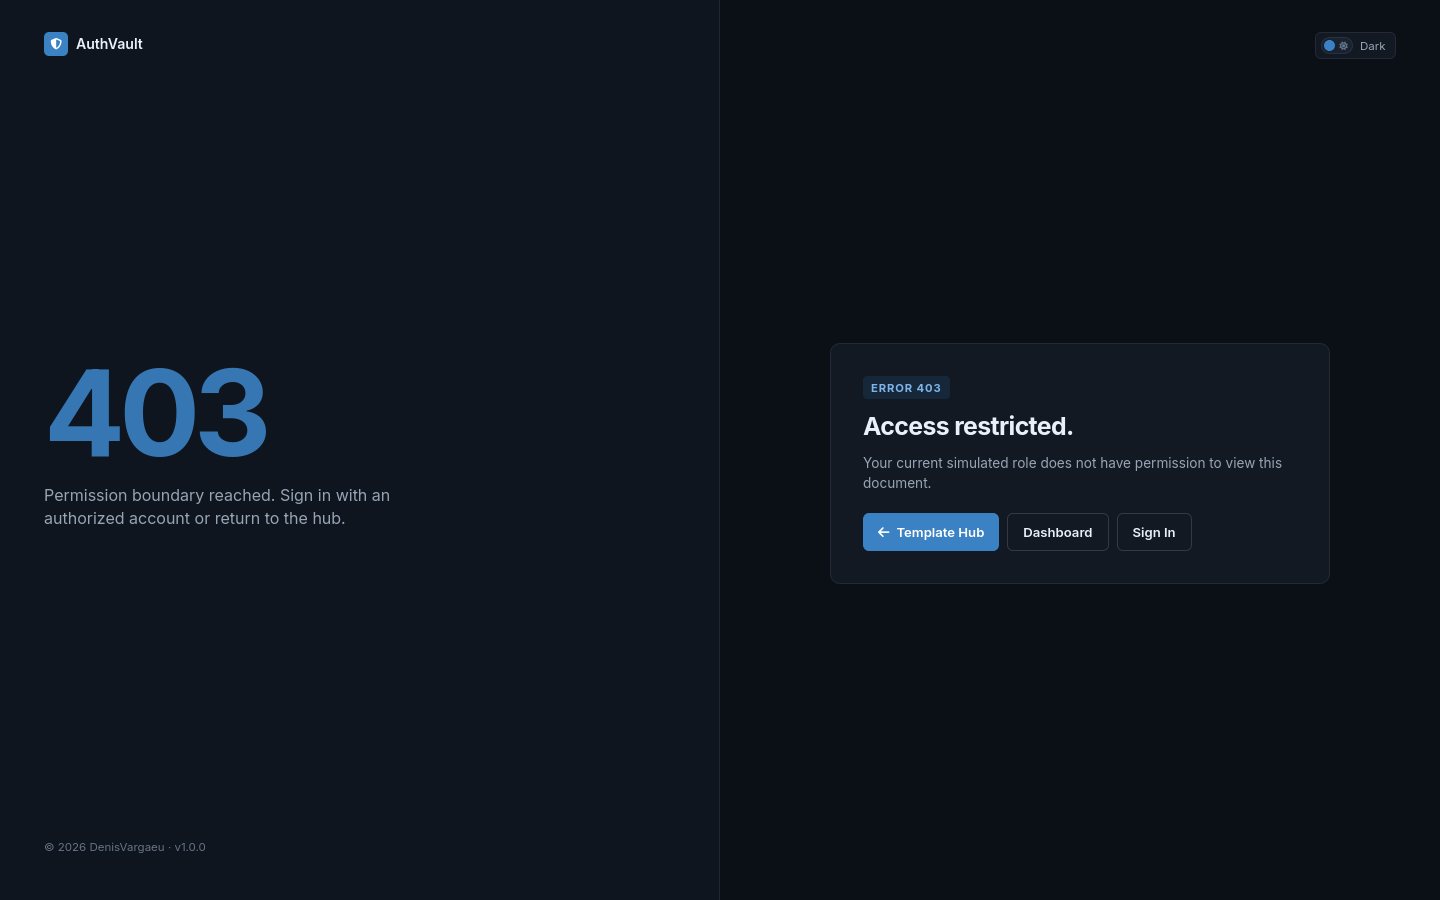 AuthVault
Dark
403
Permission boundary reached. Sign in with an
authorized account or return to the hub.
ERROR 403
Access restricted.
Your current simulated role does not have permission to view this
document.
← Template Hub
Dashboard
Sign In
© 2026 DenisVargaeu · v1.0.0